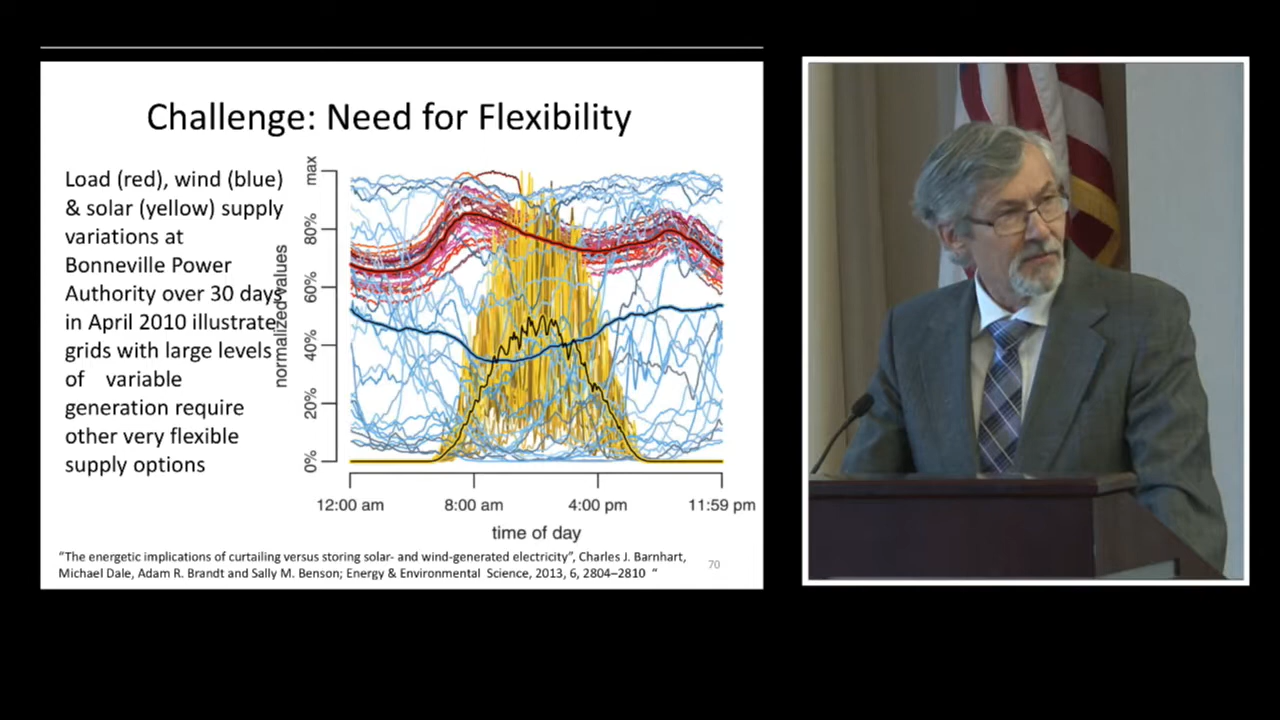 Challenge: Need for Flexibility
Load (red), wind (blue)
& solar (yellow) supply
variations at
Bonneville Power
Authority over 30 days
in April 2010 illustrate
grids with large levels
of variable
generation require
other very flexible
supply options
normalized values
max
80%
60%
40%
20%
0%
12:00 am 8:00 am 4:00 pm 11:59 pm
time of day
"The energetic implications of curtailing versus storing solar- and wind-generated electricity", Charles J. Barnhart,
Michael Dale, Adam R. Brandt and Sally M. Benson; Energy & Environmental Science, 2013, 6, 2804–2810 "
70